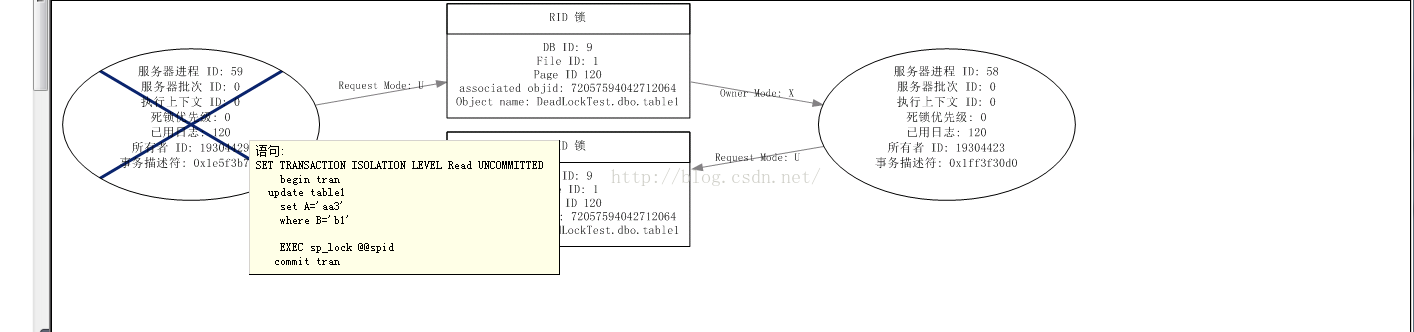 服务器进程 ID: 59
服务器批次 ID: 0
执行上下文 ID: 0
死锁优先级: 0
已用日志: 120
所有者 ID: 19304429
事务描述符: 0x1e5f3b7
Request Mode: U
RID 锁
DB ID: 9
File ID: 1
Page ID 120
associated objid: 72057594042712064
Object name: DeadLockTest.dbo.table1
Owner Mode: X
服务器进程 ID: 58
服务器批次 ID: 0
执行上下文 ID: 0
死锁优先级: 0
已用日志: 120
所有者 ID: 19304423
事务描述符: 0x1ff3f30d0
Request Mode: U
锁
ID: 9
ID: 1
ID 120
: 72057594042712064
LockTest.dbo.table1
语句:
SET TRANSACTION ISOLATION LEVEL Read UNCOMMITTED
begin tran
update table1
set A='aa3'
where B='b1'
EXEC sp_lock @@spid
commit tran
http://blog.csdn.net/